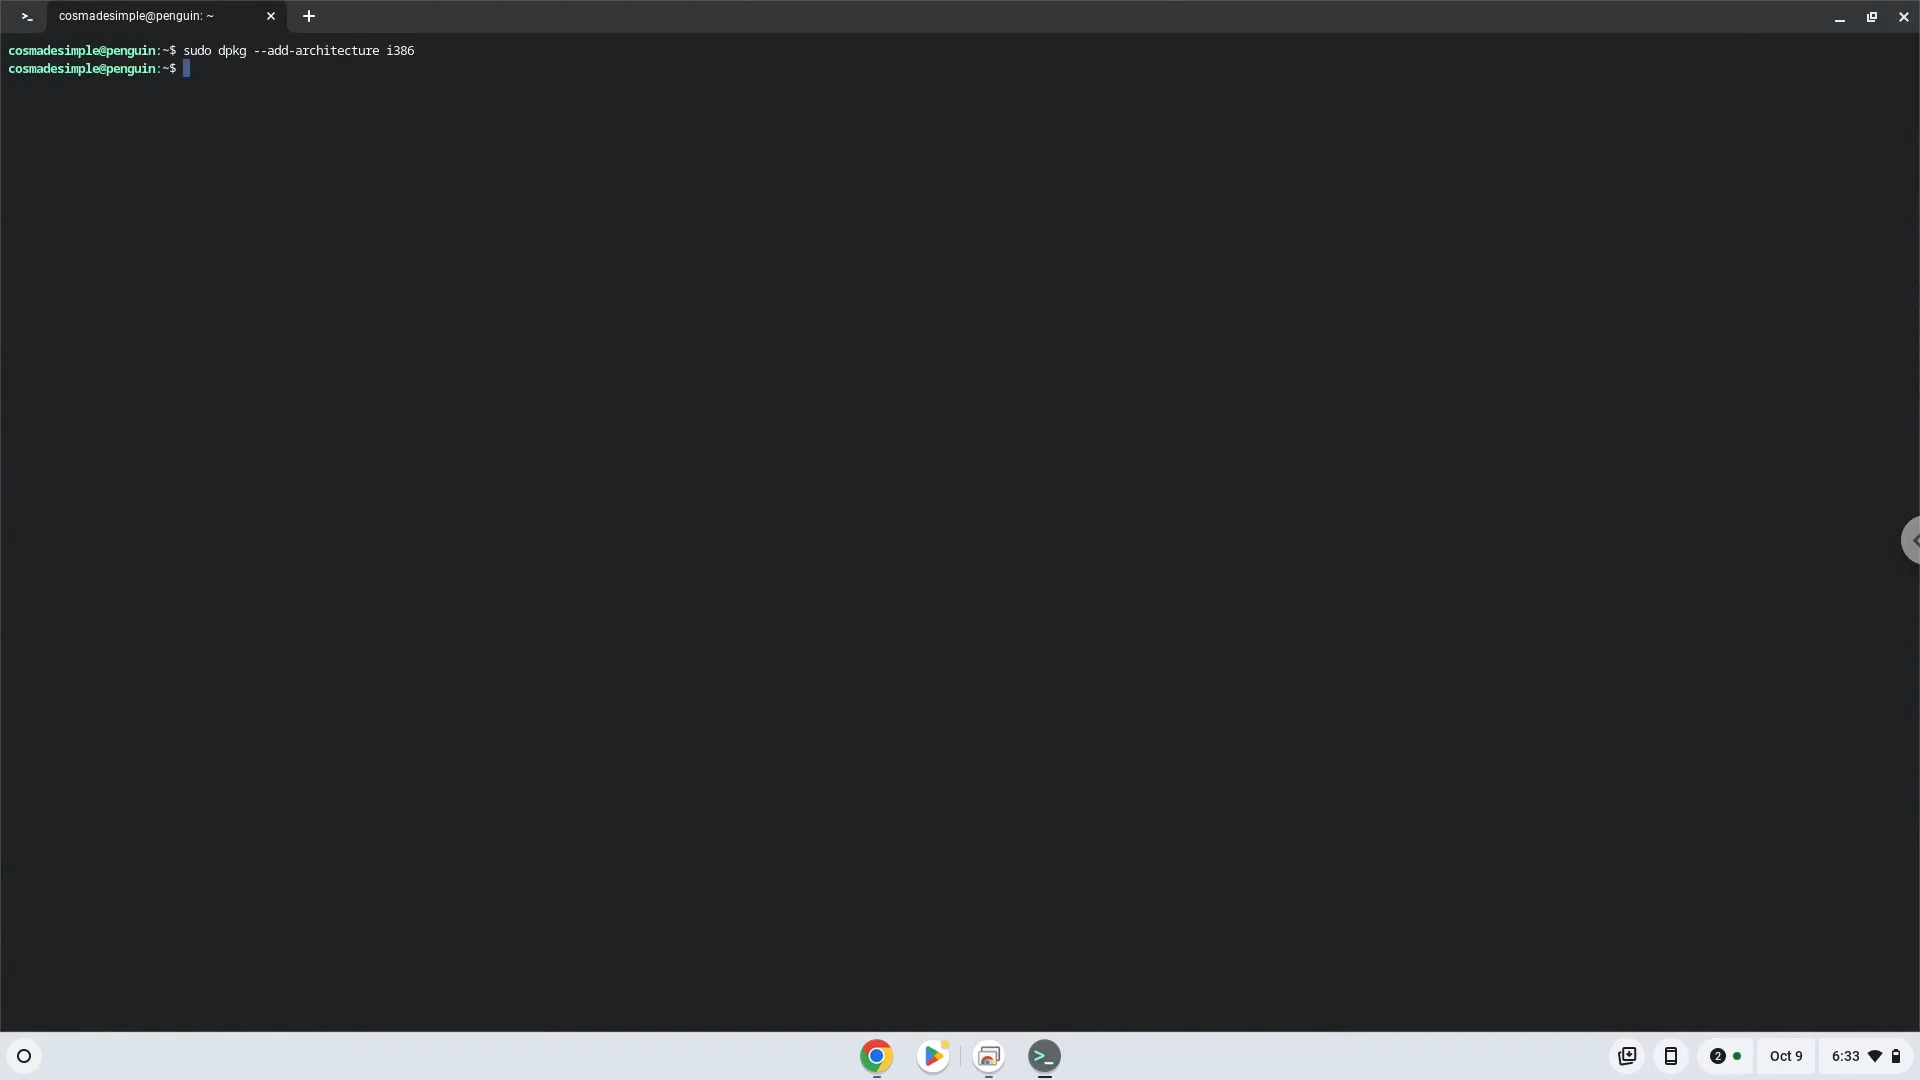 cosmadesimple@penguin: ~
cosmadesimple@penguin:~$ sudo dpkg --add-architecture i386
cosmadesimple@penguin:~$
2
Oct 9
6:33